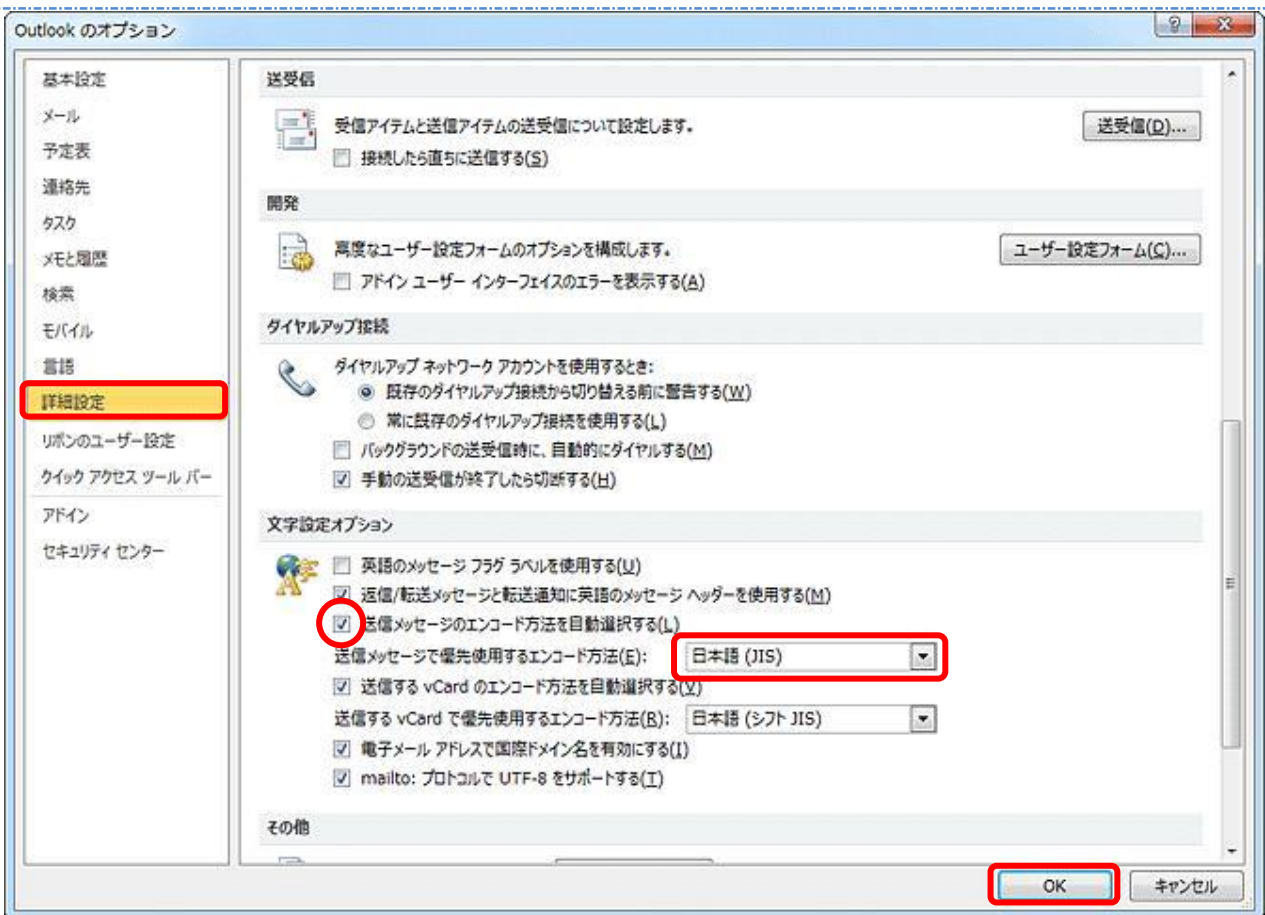 Outlook のオプション
基本設定
メール
予定表
連絡先
タスク
メモと履歴
検索
モバイル
言語
詳細設定
リボンのユーザー設定
クイック アクセス ツール バー
アドイン
セキュリティ センター
送受信
受信アイテムと送信アイテムの送受信について設定します。
送受信(D)...
接続したら直ちに送信する(S)
開発
高度なユーザー設定フォームのオプションを構成します。
ユーザー設定フォーム(C)...
アドイン ユーザー インターフェイスのエラーを表示する(A)
ダイヤルアップ接続
ダイヤルアップ ネットワーク アカウントを使用するとき:
既存のダイヤルアップ接続から切り替える前に警告する(W)
常に既存のダイヤルアップ接続を使用する(L)
バックグラウンドの送受信時に、自動的にダイヤルする(M)
手動の送受信が終了したら切断する(H)
文字設定オプション
英語のメッセージ フラグ ラベルを使用する(U)
返信/転送メッセージと転送通知に英語のメッセージ ヘッダーを使用する(M)
送信メッセージのエンコード方法を自動選択する(L)
送信メッセージで優先使用するエンコード方法(E): 日本語 (JIS)
送信する vCard のエンコード方法を自動選択する(V)
送信する vCard で優先使用するエンコード方法(R): 日本語 (シフト JIS)
電子メール アドレスで国際ドメイン名を有効にする(I)
mailto: プロトコルで UTF-8 をサポートする(T)
その他
OK
キャンセル